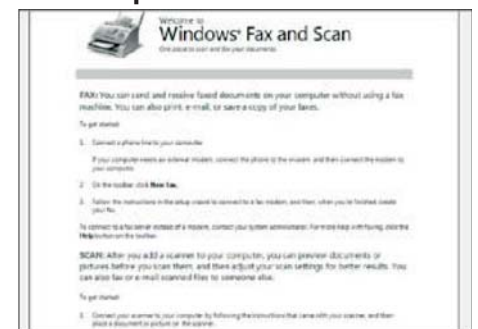 Welcome to
Windows® Fax and Scan
One place to scan and fax your documents
FAX: You can send and receive faxed documents on your computer without using a fax
machine. You can also print, e-mail, or save a copy of your faxes.
To get started:
1. Connect a phone line to your computer.
If your computer needs an external modem, connect the phone to the modem, and then connect the modem to
your computer.
2. On the toolbar, click New Fax.
3. Follow the instructions in the setup wizard to connect to a fax modem, and then, when you're finished, create
your fax.
To connect to a fax server instead of a modem, contact your system administrator. For more help with faxing, click the
Help button on the toolbar.
SCAN: After you add a scanner to your computer, you can preview documents or
pictures before you scan them, and then adjust your scan settings for better results. You
can also fax or e-mail scanned files to someone else.
To get started:
1. Connect your scanner to your computer by following the instructions that came with your scanner, and then
place a document or picture on the scanner.